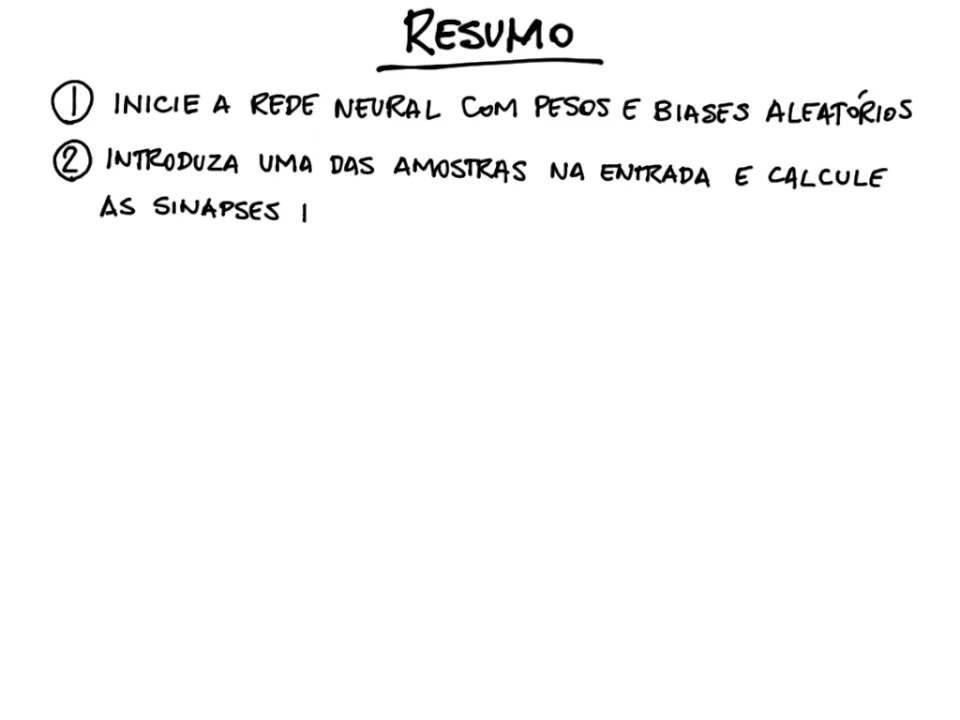 RESUMO
① INICIE A REDE NEURAL COM PESOS E BIASES ALEATÓRIOS
② INTRODUZA UMA DAS AMOSTRAS NA ENTRADA E CALCULE
AS SINAPSES